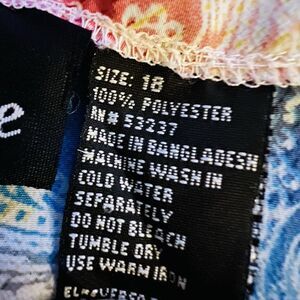 e
SIZE: 18
100% POLYESTER
RN# 53237
MADE IN BANGLADESH
MACHINE WASH IN
COLD WATER
SEPARATELY
DO NOT BLEACH
TUMBLE DRY
USE WARM IRON